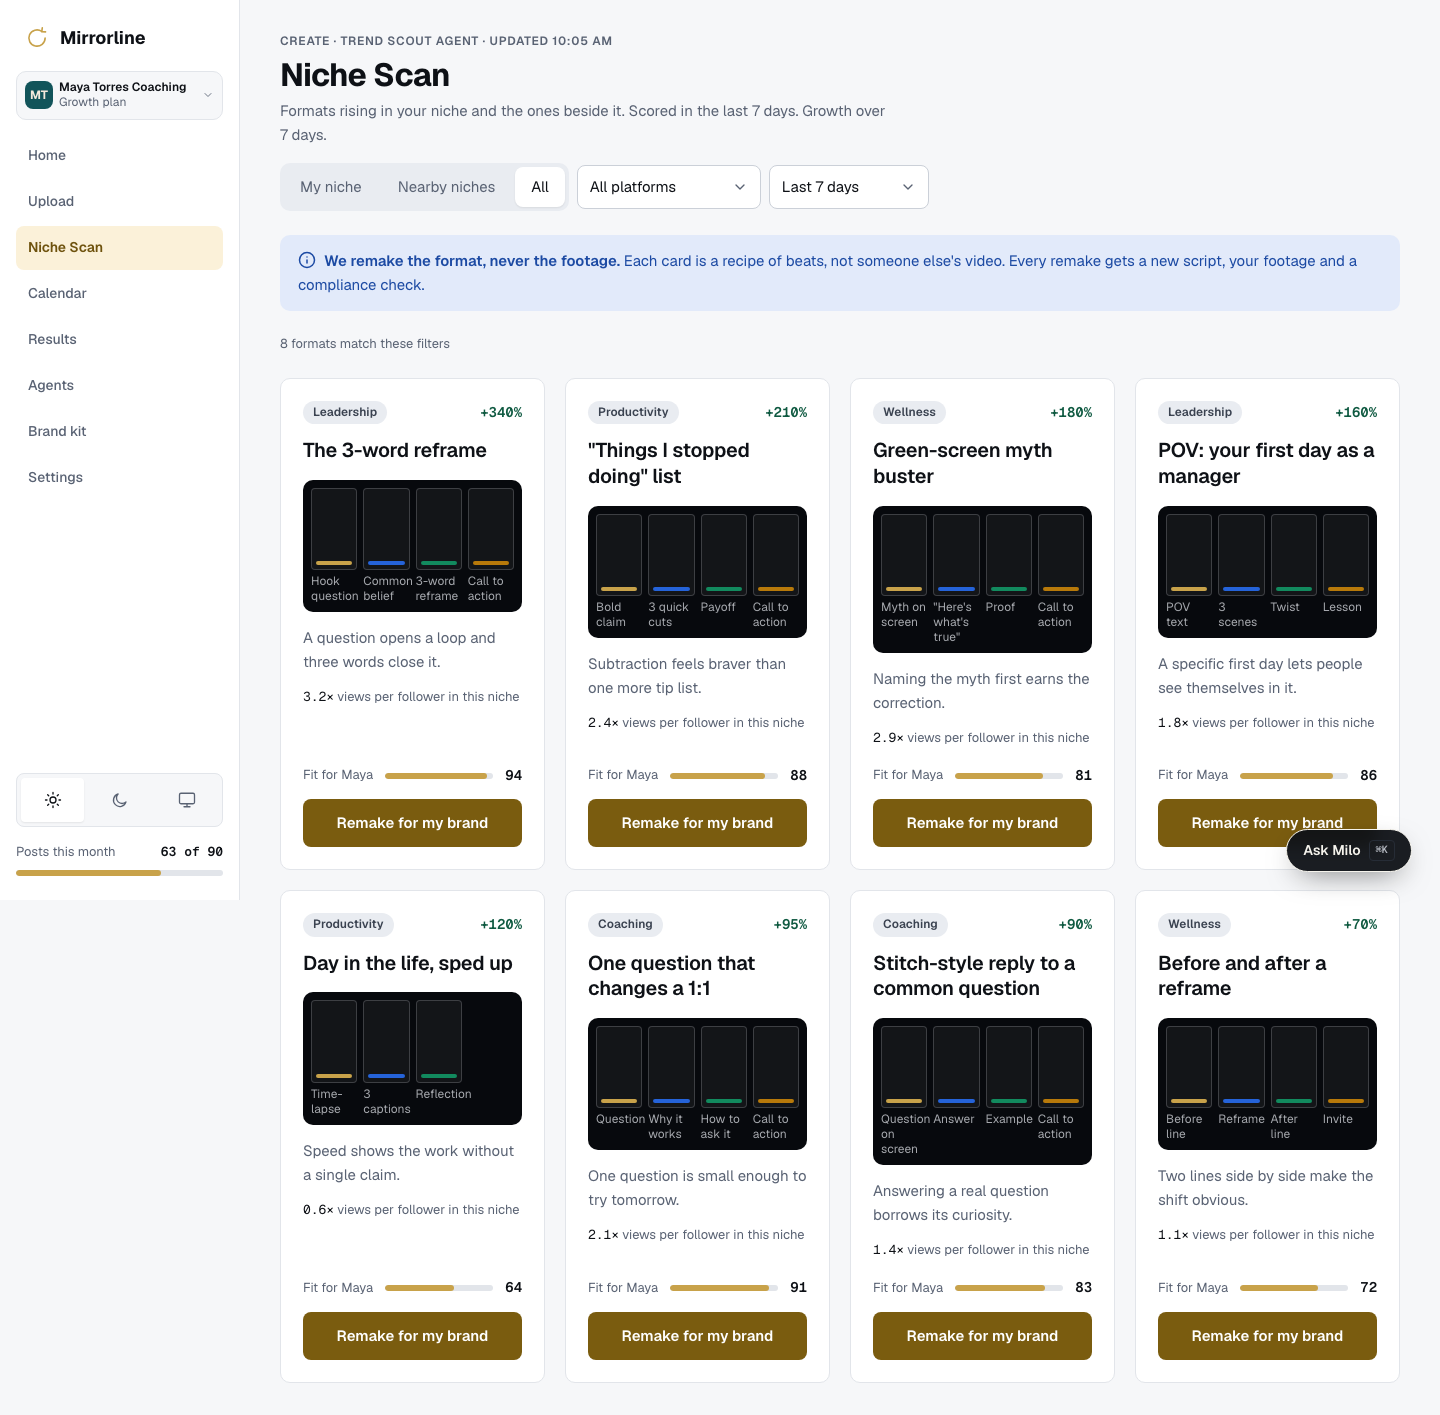 Mirrorline
MT
Maya Torres Coaching
Growth plan
Home
Upload
Niche Scan
Calendar
Results
Agents
Brand kit
Settings
Posts this month 63 of 90
CREATE · TREND SCOUT AGENT · UPDATED 10:05 AM
Niche Scan
Formats rising in your niche and the ones beside it. Scored in the last 7 days. Growth over
7 days.
My niche Nearby niches All All platforms Last 7 days
We remake the format, never the footage. Each card is a recipe of beats, not someone else's video. Every remake gets a new script, your footage and a
compliance check.
8 formats match these filters
Leadership +340%
The 3-word reframe
Hook Common 3-word Call to
question belief reframe action
A question opens a loop and
three words close it.
3.2× views per follower in this niche
Fit for Maya 94
Remake for my brand
Productivity +210%
"Things I stopped
doing" list
Bold 3 quick Payoff Call to
claim cuts action
Subtraction feels braver than
one more tip list.
2.4× views per follower in this niche
Fit for Maya 88
Remake for my brand
Wellness +180%
Green-screen myth
buster
Myth on "Here's Proof Call to
screen what's action
true"
Naming the myth first earns the
correction.
2.9× views per follower in this niche
Fit for Maya 81
Remake for my brand
Leadership +160%
POV: your first day as a
manager
POV 3 Twist Lesson
text scenes
A specific first day lets people
see themselves in it.
1.8× views per follower in this niche
Fit for Maya 86
Remake for my brand
Ask Milo ⌘K
Productivity +120%
Day in the life, sped up
Time- 3 Reflection
lapse captions
Speed shows the work without
a single claim.
0.6× views per follower in this niche
Fit for Maya 64
Remake for my brand
Coaching +95%
One question that
changes a 1:1
Question Why it How to Call to
works ask it action
One question is small enough to
try tomorrow.
2.1× views per follower in this niche
Fit for Maya 91
Remake for my brand
Coaching +90%
Stitch-style reply to a
common question
Question Answer Example Call to
on action
screen
Answering a real question
borrows its curiosity.
1.4× views per follower in this niche
Fit for Maya 83
Remake for my brand
Wellness +70%
Before and after a
reframe
Before Reframe After Invite
line line
Two lines side by side make the
shift obvious.
1.1× views per follower in this niche
Fit for Maya 72
Remake for my brand